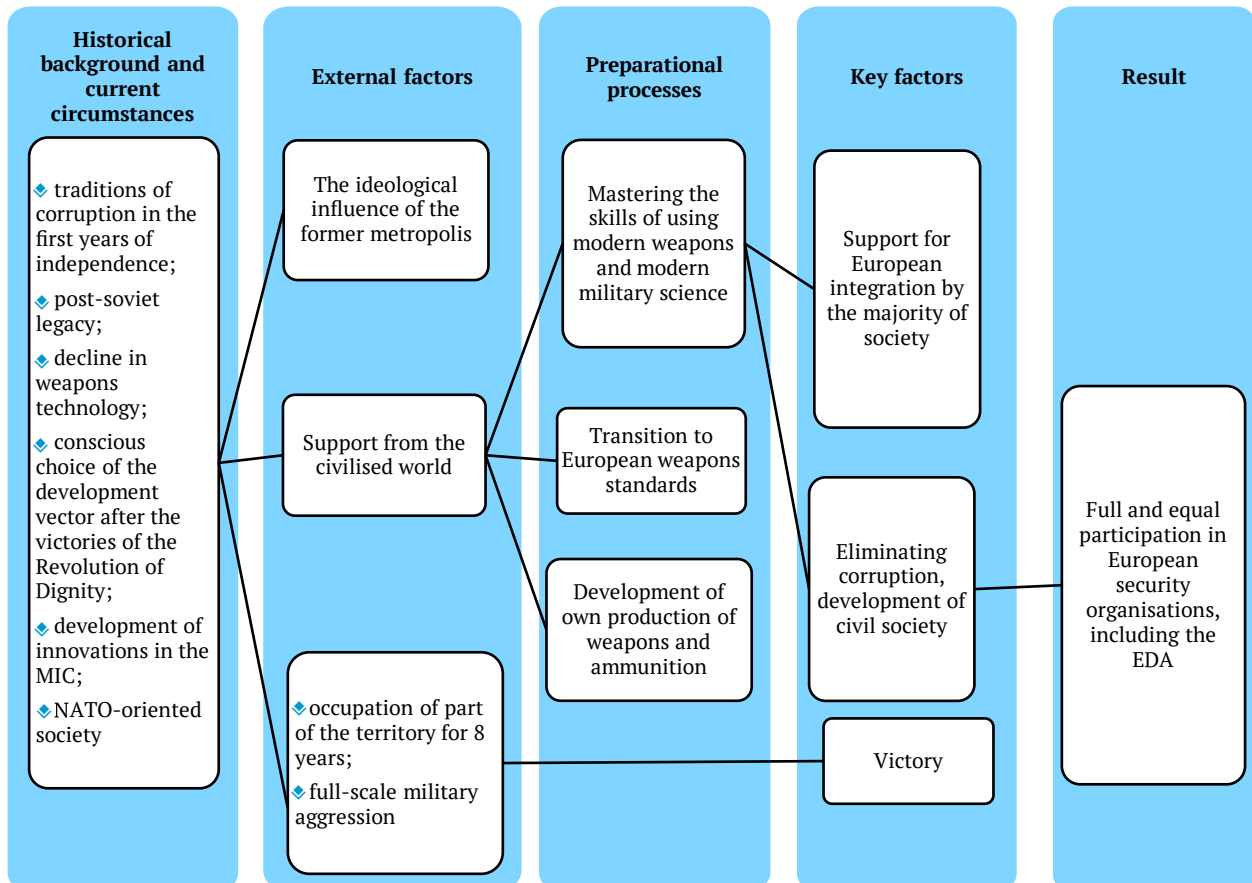 Historical
background and
current
circumstances
traditions of
corruption in the
first years of
independence;
post-soviet
legacy;
decline in
weapons
technology;
conscious
choice of the
development
vector after the
victories of the
Revolution of
Dignity;
development of
innovations in the
MIC;
NATO-oriented
society
External factors
The ideological
influence of the
former metropolis
Support from the
civilised world
occupation of part
of the territory for 8
years;
full-scale military
aggression
Preparational
processes
Mastering the
skills of using
modern weapons
and modern
military science
Transition to
European weapons
standards
Development of
own production of
weapons and
ammunition
Key factors
Support for
European
integration by
the majority of
society
Eliminating
corruption,
development of
civil society
Victory
Result
Full and equal
participation in
European
security
organisations,
including the
EDA